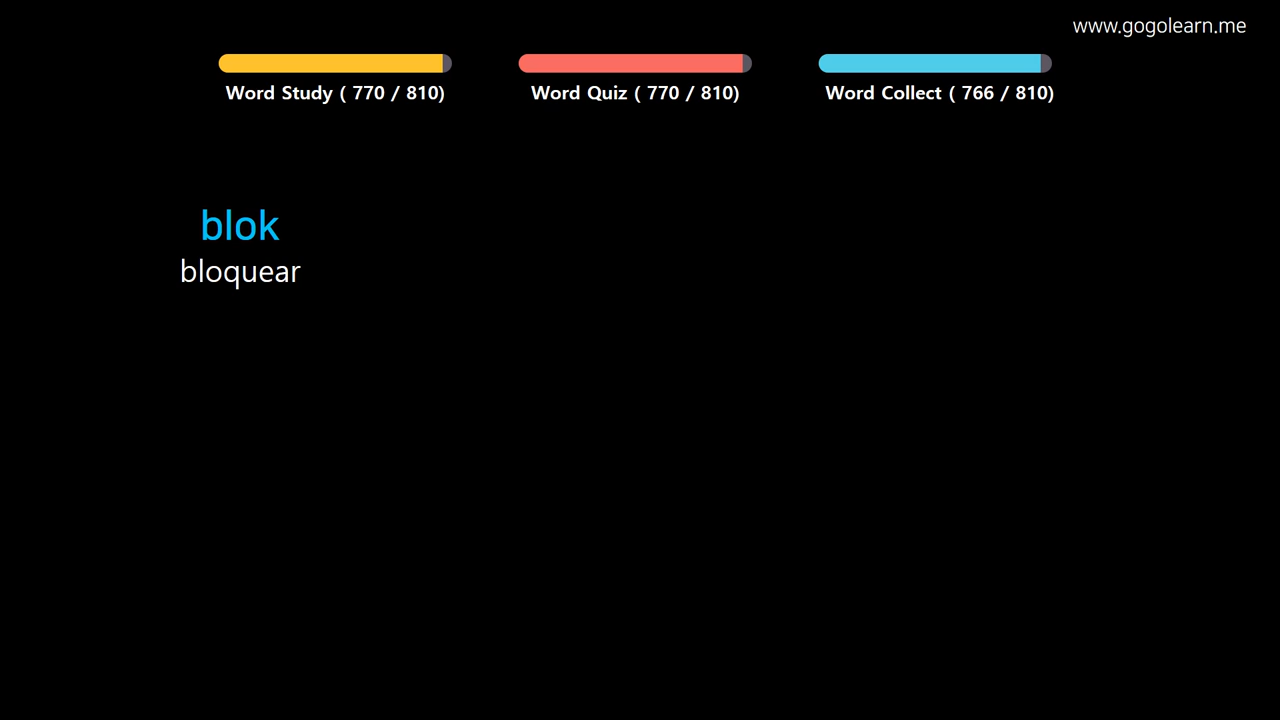 www.gogolearn.me
Word Study ( 770 / 810)
Word Quiz ( 770 / 810)
Word Collect ( 766 / 810)
blok
bloquear